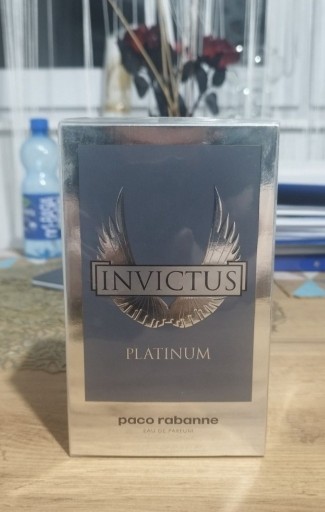 INVICTUS
PLATINUM
paco rabanne
EAU DE PARFUM